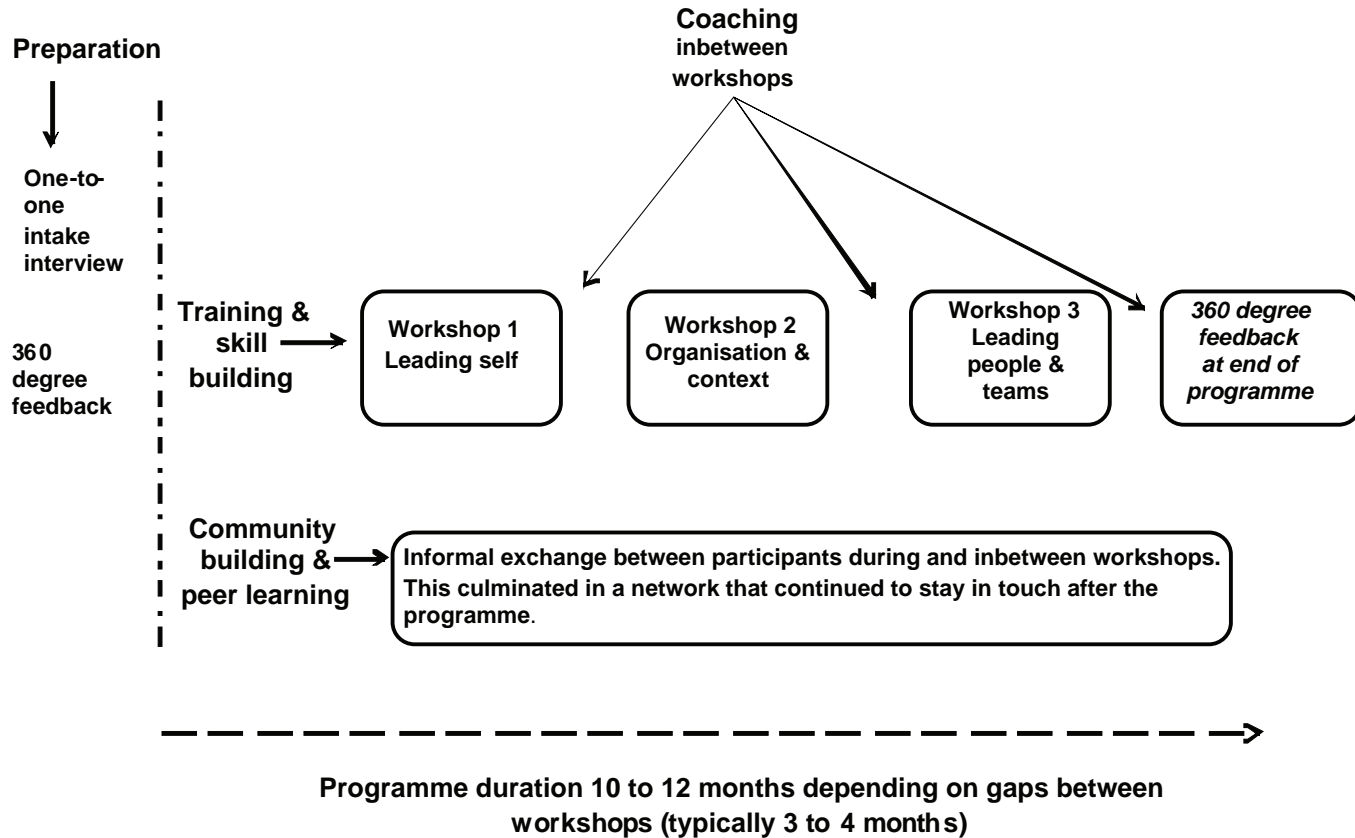 Preparation
One-to-
one
intake
interview
360
degree
feedback
Coaching
inbetween
workshops
Training &
skill
building
Workshop 1
Leading self
Workshop 2
Organisation &
context
Workshop 3
Leading
people &
teams
360 degree
feedback
at end of
programme
Community
building &
peer learning
Informal exchange between participants during and inbetween workshops.
This culminated in a network that continued to stay in touch after the
programme.
Programme duration 10 to 12 months depending on gaps between
workshops (typically 3 to 4 months)